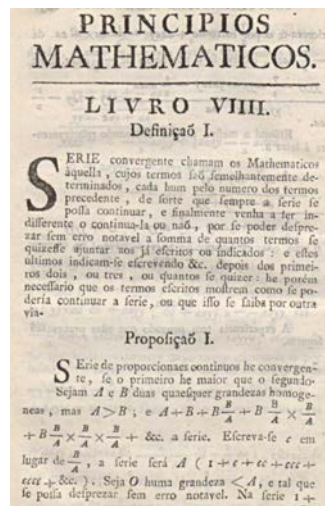 PRINCIPIOS
MATHEMATICOS.
LIVRO VIIII.
Definiçaõ I.
SERIE convergente chamam os Mathematicos
àquella, cujos termos saõ semelhantemente de-
terminados, cada hum pelo numero dos termos
precedente, de sorte que sempre a serie se
possa continuar, e finalmente venha a ser in-
differente o continua-la ou naõ, por se poder despre-
zar sem erro notavel a somma de quantos termos se
quizesse ajuntar aos já escritos ou indicados: e estes
ultimos indicam-se escrevendo &c. depois dos primei-
ros dois, ou tres, ou quantos se quizer: he porém
necessario que os termos escritos mostrem como se po-
deria continuar a serie, ou que isso se saiba por outra
via.
Proposiçaõ I.
SErie de proporcionaes continuos he convergen-
te, se o primeiro he maior que o segundo.
Sejam A e B duas quaesquer grandezas homoge-
neas, mas A > B; e A + B + B B/A + B B/A × B/A
+ B B/A × B/A × B/A + &c. a serie. Escreva-se c em
lugar de B/A, a serie será A ( 1 + c + cc + ccc +
cccc + &c. ). Seja O huma grandeza < A, e tal que
se possa desprezar sem erro notavel. Na serie 1 +